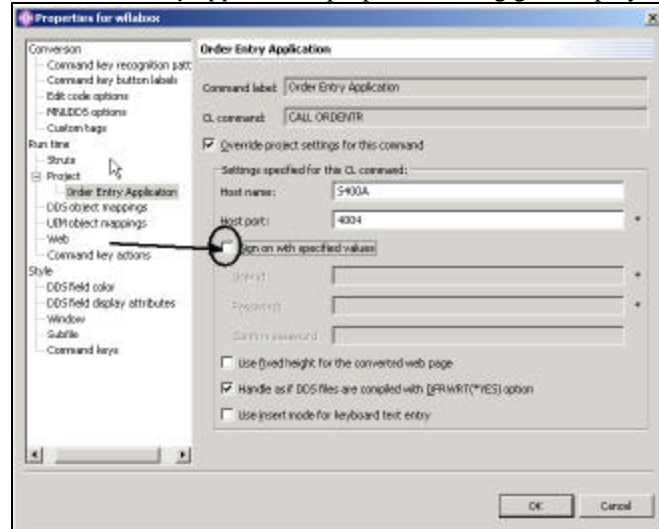 Properties for wflabxx
Conversion
Command key recognition patt
Command key button labels
Edit code options
MNUDDS options
Custom tags
Run time
Struts
Project
Order Entry Application
DDS object mappings
UIM object mappings
Web
Command key actions
Style
DDS field color
DDS field display attributes
Window
Subfile
Command keys
Order Entry Application
Command label: Order Entry Application
CL command: CALL ORDENTR
Override project settings for this command
Settings specified for this CL command:
Host name: S400A
Host port: 4004 *
Sign on with specified values
User id: *
Password: *
Confirm password:
Use fixed height for the converted web page
Handle as if DDS files are compiled with DFRWRT(*YES) option
Use insert mode for keyboard text entry
OK Cancel